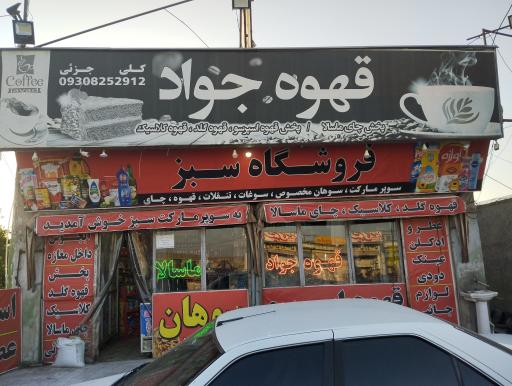 Coffee
کلی جزئی
09308252912
قهوه جواد
پخش چای ماسالا / پخش قهوه اسپرسو، قهوه گلد، قهوه کلاسیک
فروشگاه سبز
سوپر مارکت، سوهان مخصوص، سوغات، تنقلات، قهوه، چای
به سوپر مارکت سبز خوش آمدید
قهوه گلد، کلاسیک، چای ماسالا
داخل مغازه
پخش
قهوه گلد
کلاسیک
چای ماسالا
ماسالا
قهوه جواد
عطر و
ادکلن
عینک
دودی
لوازم
جانبی
سوهان